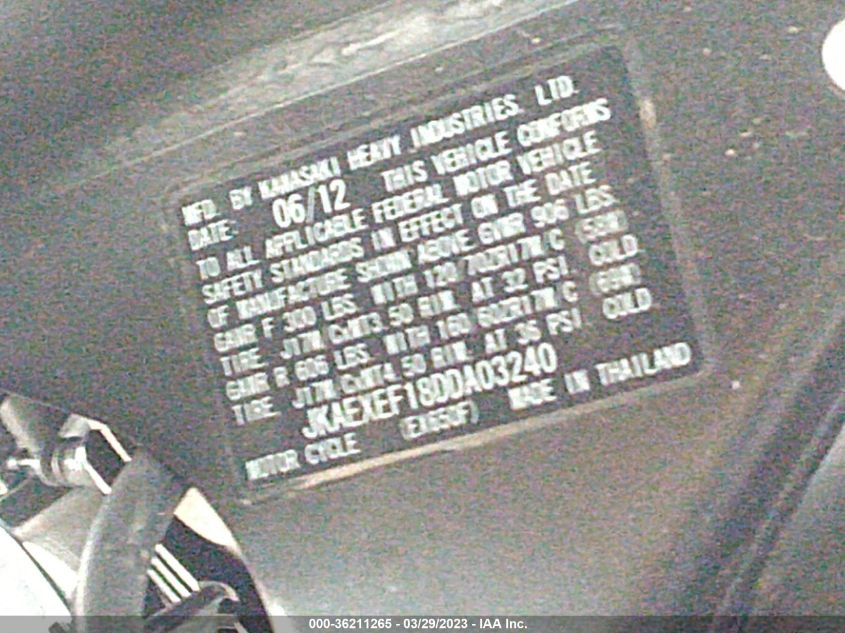 MFD. BY KAWASAKI HEAVY INDUSTRIES. LTD.
DATE: 06/12 THIS VEHICLE CONFORMS
TO ALL APPLICABLE FEDERAL MOTOR VEHICLE
SAFETY STANDARDS IN EFFECT ON THE DATE
OF MANUFACTURE SHOWN ABOVE GVWR 906 LBS.
GAWR F 300 LBS. WITH 120/70ZR17M/C (58W)
TIRE J17M/CxMT3.50 RIM. AT 32 PSI. COLD
GAWR R 606 LBS. WITH 160/60ZR17M/C (69W)
TIRE J17M/CxMT4.50 RIM. AT 36 PSI. COLD
JKAEXEF18DDA03240
MOTOR CYCLE (EX650F) MADE IN THAILAND
000-36211265 - 03/29/2023 - IAA Inc.